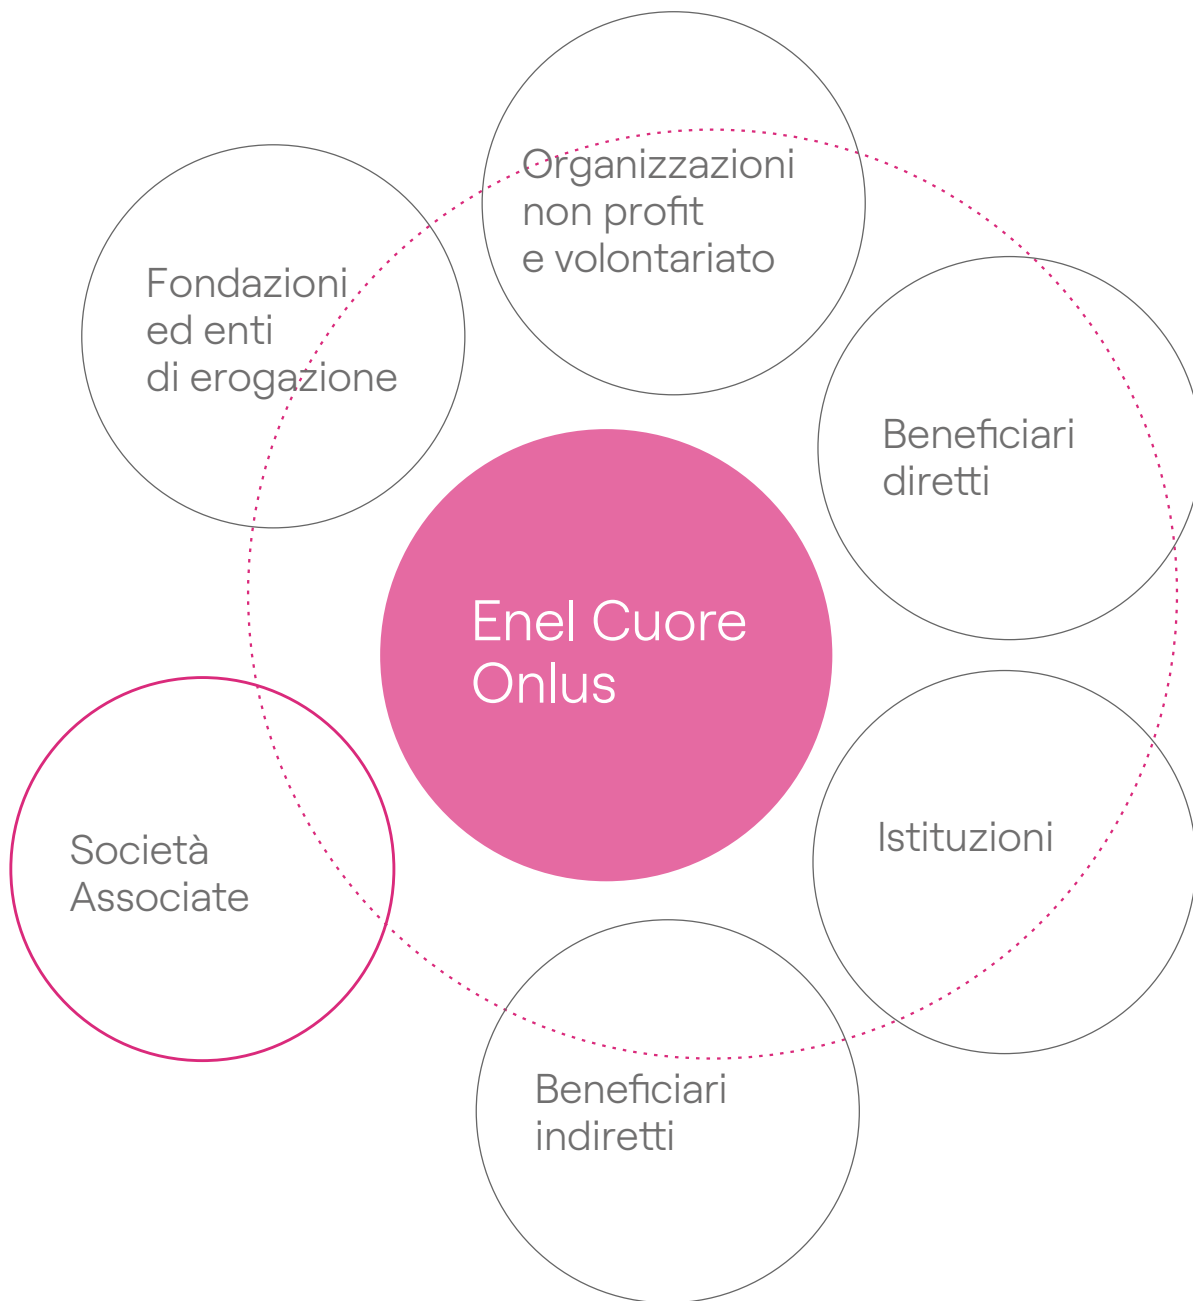 Organizzazioni
non profit
e volontariato
Fondazioni
ed enti
di erogazione
Beneficiari
diretti
Enel Cuore
Onlus
Istituzioni
Società
Associate
Beneficiari
indiretti